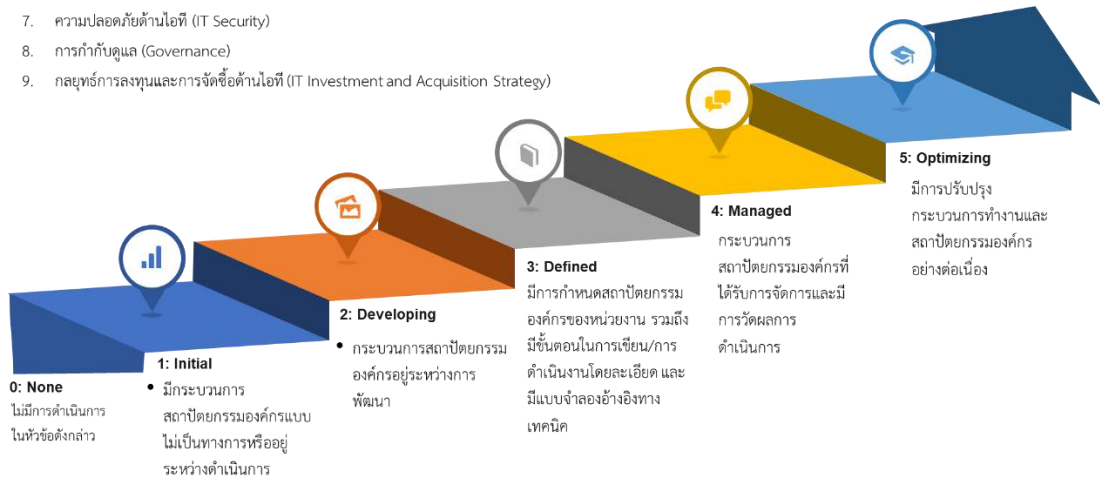 7. ความปลอดภัยด้านไอที (IT Security)
8. การกำกับดูแล (Governance)
9. กลยุทธ์การลงทุนและการจัดซื้อด้านไอที (IT Investment and Acquisition Strategy)
0: None
ไม่มีการดำเนินการ
ในหัวข้อดังกล่าว
1: Initial
• มีกระบวนการ
สถาปัตยกรรมองค์กรแบบ
ไม่เป็นทางการหรืออยู่
ระหว่างดำเนินการ
2: Developing
• กระบวนการสถาปัตยกรรม
องค์กรอยู่ระหว่างการ
พัฒนา
3: Defined
มีการกำหนดสถาปัตยกรรม
องค์กรของหน่วยงาน รวมถึง
มีขั้นตอนในการเขียน/การ
ดำเนินงานโดยละเอียด และ
มีแบบจำลองอ้างอิงทาง
เทคนิค
4: Managed
กระบวนการ
สถาปัตยกรรมองค์กรที่
ได้รับการจัดการและมี
การวัดผลการ
ดำเนินการ
5: Optimizing
มีการปรับปรุง
กระบวนการทำงานและ
สถาปัตยกรรมองค์กร
อย่างต่อเนื่อง